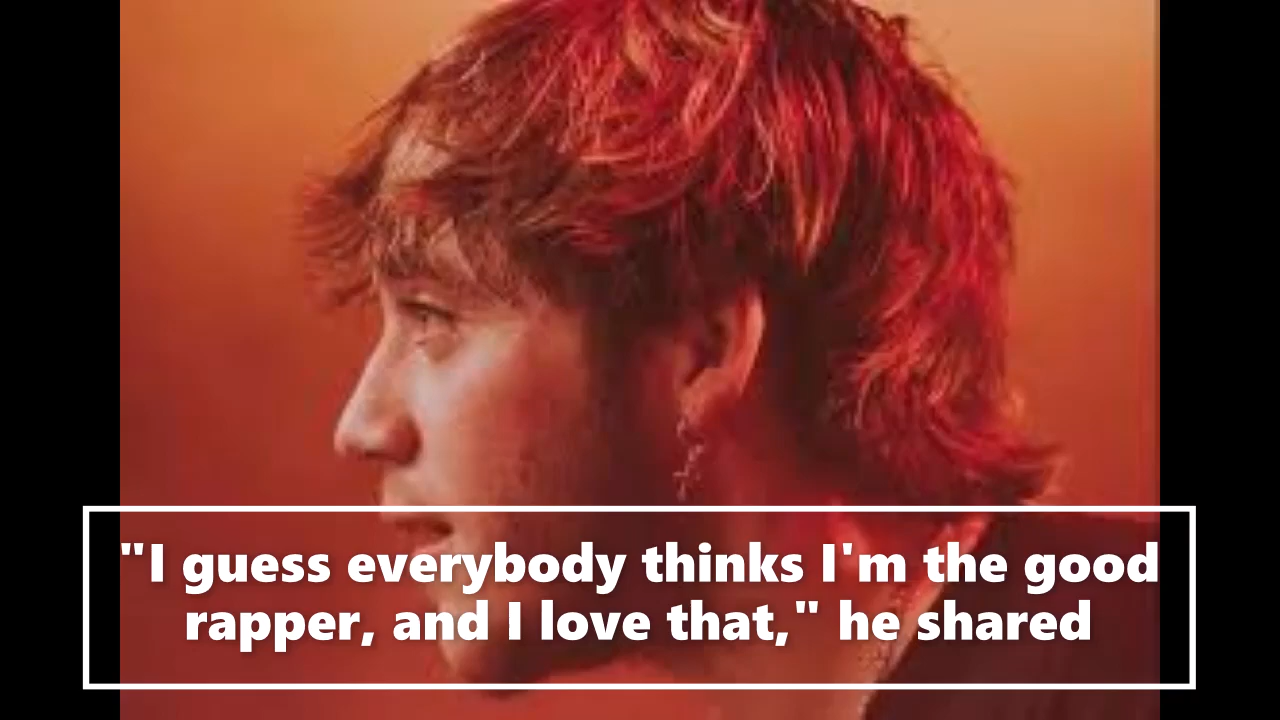 "I guess everybody thinks I'm the good
rapper, and I love that," he shared